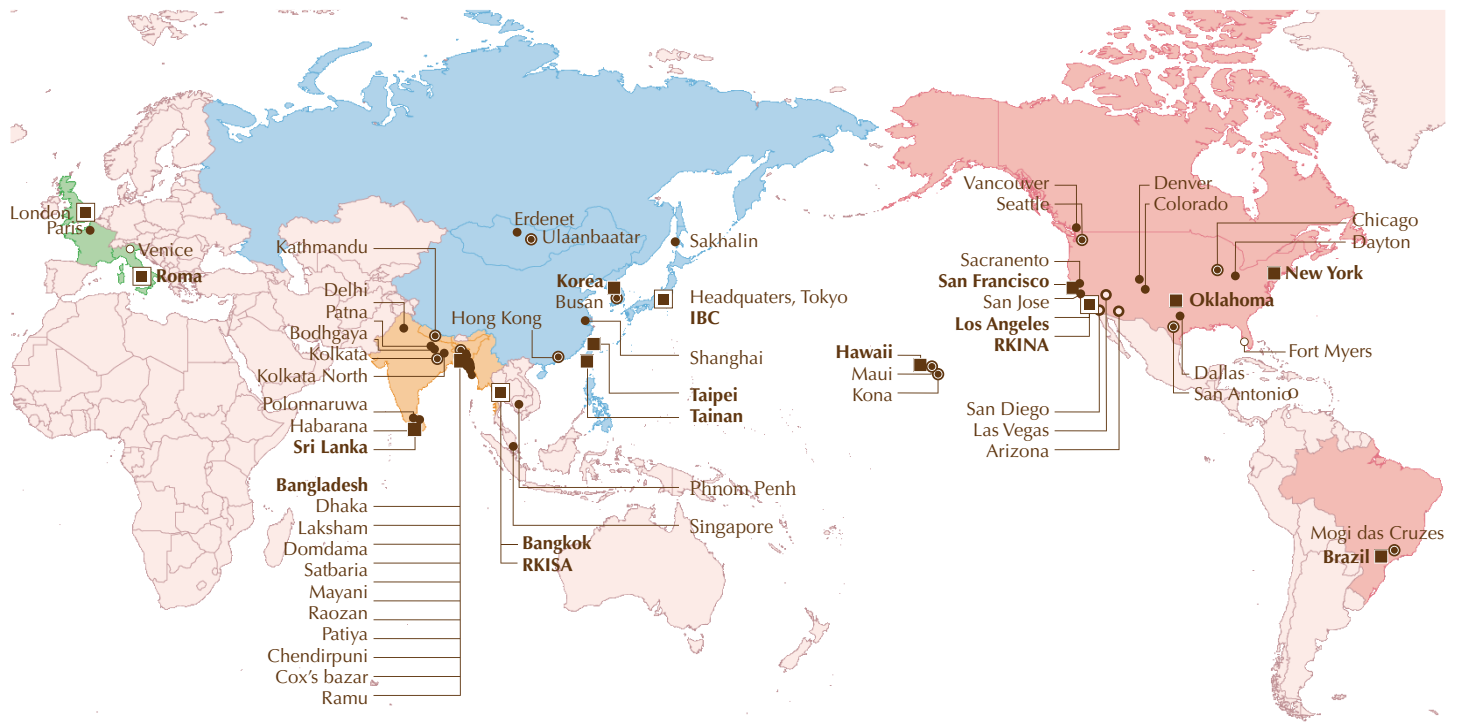 London
Paris
Venice
Roma
Kathmandu
Delhi
Patna
Bodhgaya
Kolkata
Kolkata North
Polonnaruwa
Habarana
Sri Lanka
Bangladesh
Dhaka
Laksham
Domdama
Satbaria
Mayani
Raozan
Patiya
Chendirpuni
Cox's bazar
Ramu
Erdenet
Ulaanbaatar
Sakhalin
Korea
Busan
Headquaters, Tokyo
IBC
Hong Kong
Shanghai
Taipei
Tainan
Phnom Penh
Singapore
Bangkok
RKISA
Hawaii
Maui
Kona
Vancouver
Seattle
Sacranento
San Francisco
San Jose
Los Angeles
RKINA
San Diego
Las Vegas
Arizona
Denver
Colorado
Chicago
Dayton
New York
Oklahoma
Fort Myers
Dallas
San Antonio
Mogi das Cruzes
Brazil